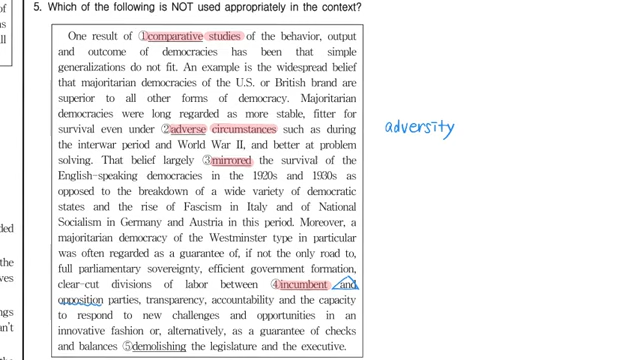 of
as
ll
5. Which of the following is NOT used appropriately in the context?
One result of ①comparative studies of the behavior, output
and outcome of democracies has been that simple
generalizations do not fit. An example is the widespread belief
that majoritarian democracies of the U.S. or British brand are
superior to all other forms of democracy. Majoritarian
democracies were long regarded as more stable, fitter for
survival even under ②adverse circumstances such as during
the interwar period and World War II, and better at problem
solving. That belief largely ③mirrored the survival of the
English-speaking democracies in the 1920s and 1930s as
opposed to the breakdown of a wide variety of democratic
states and the rise of Fascism in Italy and of National
Socialism in Germany and Austria in this period. Moreover, a
majoritarian democracy of the Westminster type in particular
was often regarded as a guarantee of, if not the only road to,
full parliamentary sovereignty, efficient government formation,
clear-cut divisions of labor between ④incumbent and
opposition parties, transparency, accountability and the capacity
to respond to new challenges and opportunities in an
innovative fashion or, alternatively, as a guarantee of checks
and balances ⑤demolishing the legislature and the executive.
adversity
ded
the
ves
ngs
an't